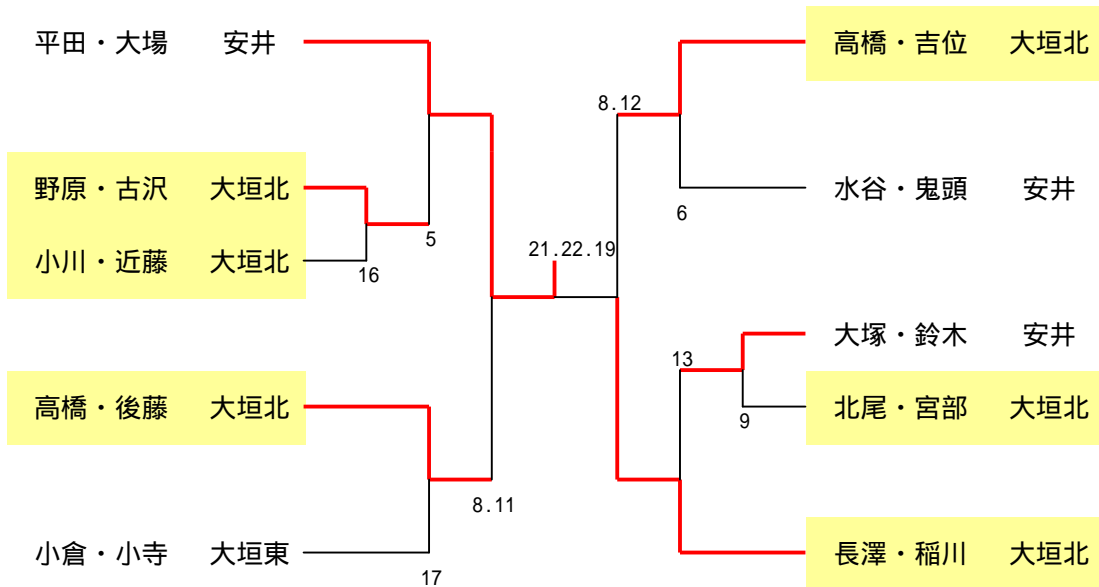 平田・大場 安井
野原・古沢 大垣北
小川・近藤 大垣北
高橋・後藤 大垣北
小倉・小寺 大垣東
5
16
8.11
17
21.22.19
8.12
6
13
9
高橋・吉位 大垣北
水谷・鬼頭 安井
大塚・鈴木 安井
北尾・宮部 大垣北
長澤・稲川 大垣北